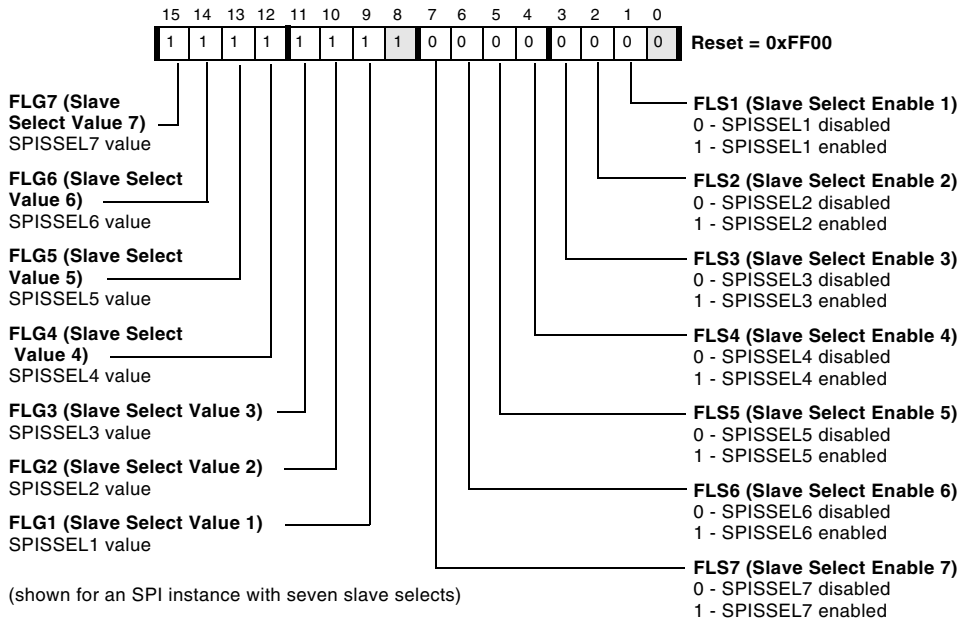 15 14 13 12 11 10 9 8 7 6 5 4 3 2 1 0
1 1 1 1 1 1 1 1 0 0 0 0 0 0 0 0 Reset = 0xFF00
FLG7 (Slave
Select Value 7)
SPISSEL7 value
FLG6 (Slave Select
Value 6)
SPISSEL6 value
FLG5 (Slave Select
Value 5)
SPISSEL5 value
FLG4 (Slave Select
Value 4)
SPISSEL4 value
FLG3 (Slave Select Value 3)
SPISSEL3 value
FLG2 (Slave Select Value 2)
SPISSEL2 value
FLG1 (Slave Select Value 1)
SPISSEL1 value
(shown for an SPI instance with seven slave selects)
FLS1 (Slave Select Enable 1)
0 - SPISSEL1 disabled
1 - SPISSEL1 enabled
FLS2 (Slave Select Enable 2)
0 - SPISSEL2 disabled
1 - SPISSEL2 enabled
FLS3 (Slave Select Enable 3)
0 - SPISSEL3 disabled
1 - SPISSEL3 enabled
FLS4 (Slave Select Enable 4)
0 - SPISSEL4 disabled
1 - SPISSEL4 enabled
FLS5 (Slave Select Enable 5)
0 - SPISSEL5 disabled
1 - SPISSEL5 enabled
FLS6 (Slave Select Enable 6)
0 - SPISSEL6 disabled
1 - SPISSEL6 enabled
FLS7 (Slave Select Enable 7)
0 - SPISSEL7 disabled
1 - SPISSEL7 enabled